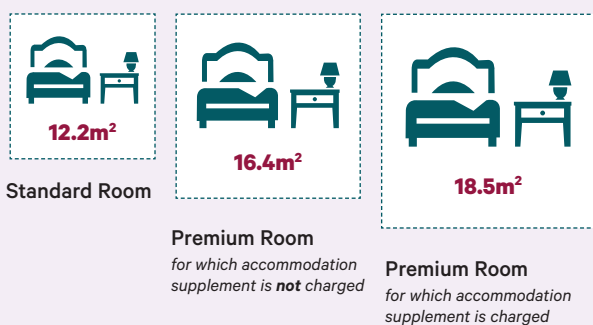 12.2m²
Standard Room
16.4m²
Premium Room
for which accommodation
supplement is not charged
18.5m²
Premium Room
for which accommodation
supplement is charged